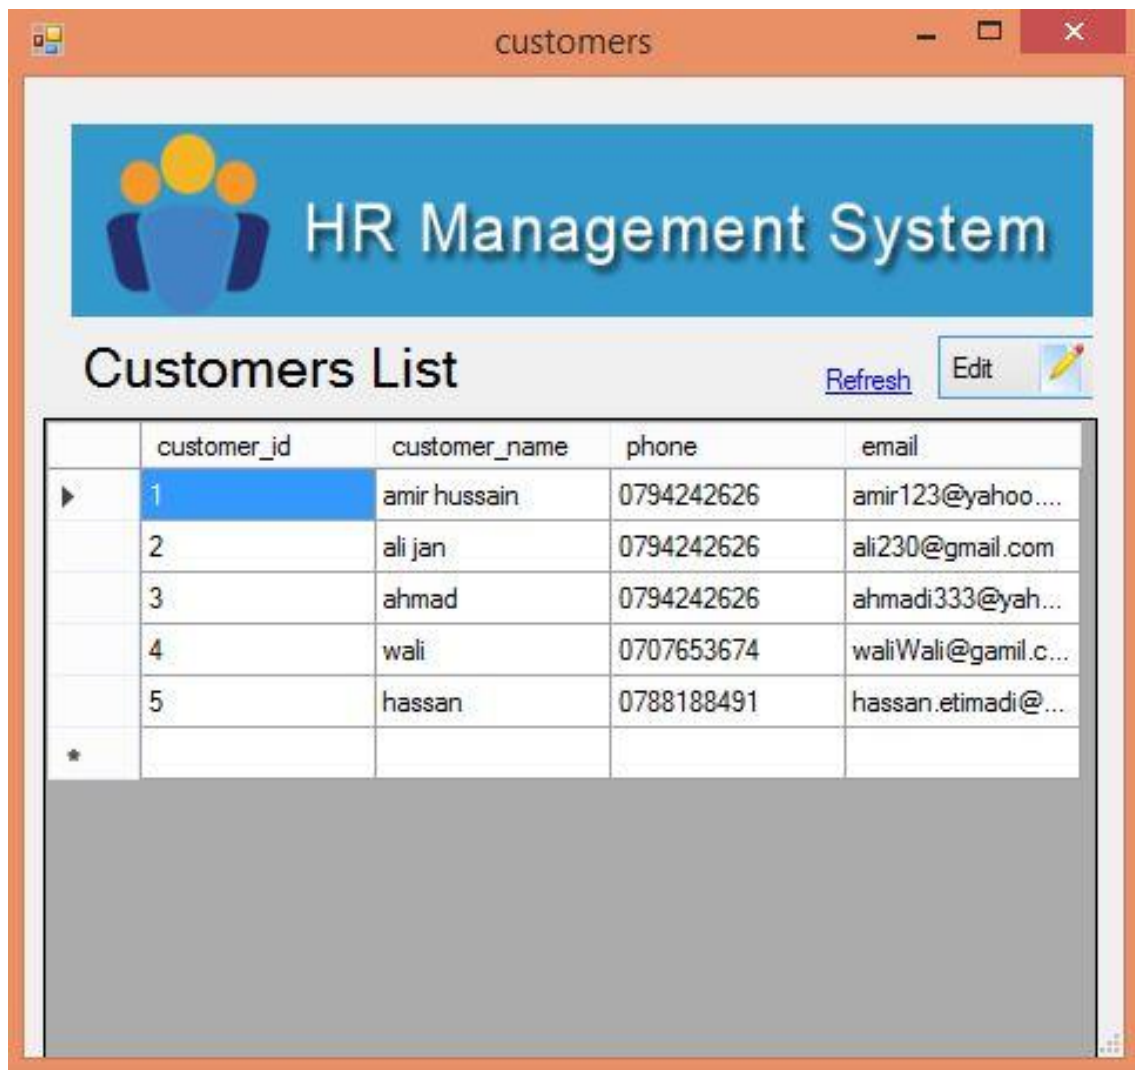 customers
HR Management System
Customers List
Refresh
Edit
customer_id customer_name phone email
1 amir hussain 0794242626 amir123@yahoo....
2 ali jan 0794242626 ali230@gmail.com
3 ahmad 0794242626 ahmadi333@yah...
4 wali 0707653674 waliWali@gamil.c...
5 hassan 0788188491 hassan.etimadi@...